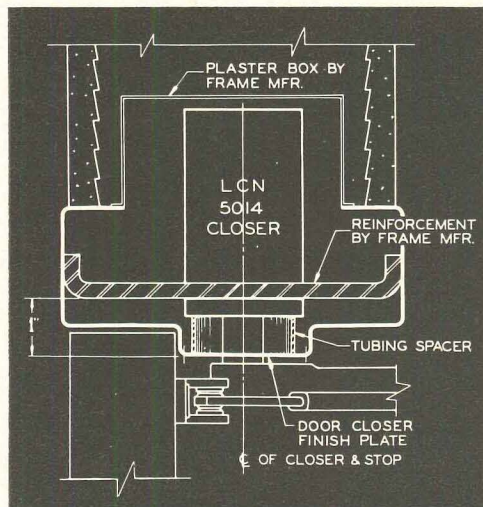 PLASTER BOX BY
FRAME MFR.
LCN
5014
CLOSER
REINFORCEMENT
BY FRAME MFR.
1"
TUBING SPACER
DOOR CLOSER
FINISH PLATE
℄ OF CLOSER & STOP